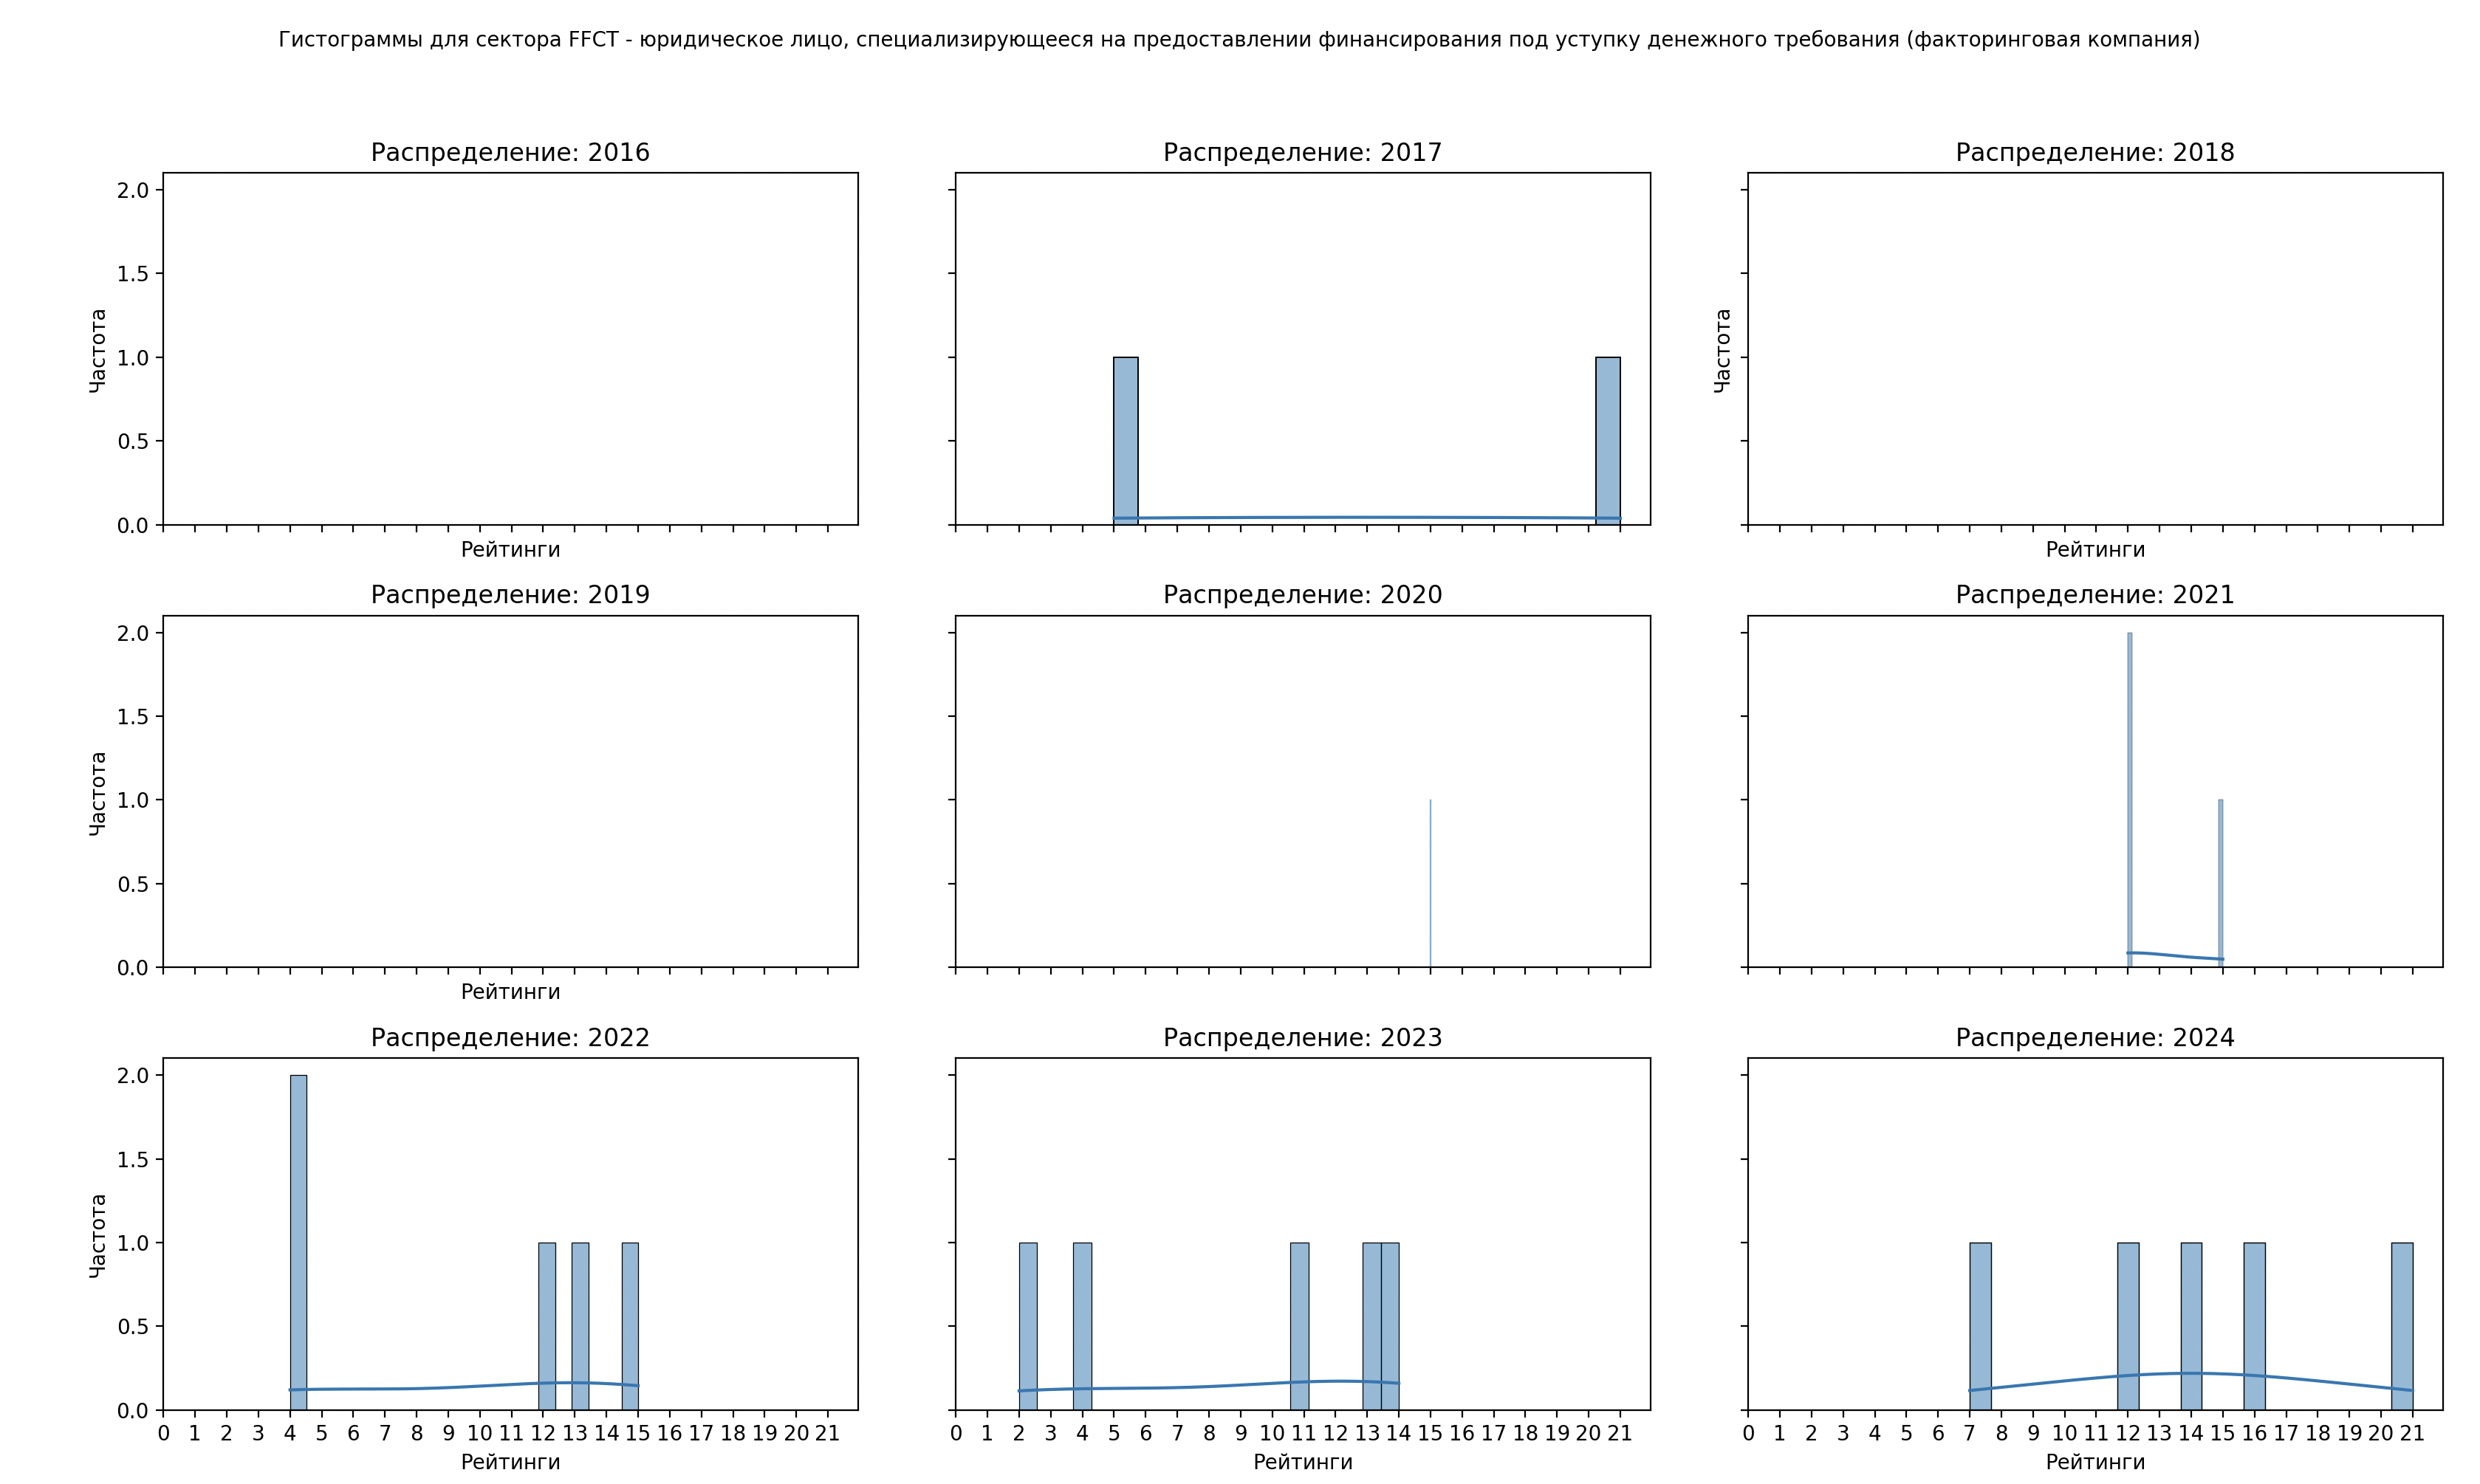 Гистограммы для сектора FFCT - юридическое лицо, специализирующееся на предоставлении финансирования под уступку денежного требования (факторинговая компания)
Распределение: 2016
2.0
1.5
1.0
0.5
0.0
Частота
Рейтинги
Распределение: 2017
Распределение: 2018
Частота
Рейтинги
Распределение: 2019
2.0
1.5
1.0
0.5
0.0
Частота
Рейтинги
Распределение: 2020
Распределение: 2021
Распределение: 2022
2.0
1.5
1.0
0.5
0.0
Частота
0 1 2 3 4 5 6 7 8 9 10 11 12 13 14 15 16 17 18 19 20 21
Рейтинги
Распределение: 2023
0 1 2 3 4 5 6 7 8 9 10 11 12 13 14 15 16 17 18 19 20 21
Рейтинги
Распределение: 2024
0 1 2 3 4 5 6 7 8 9 10 11 12 13 14 15 16 17 18 19 20 21
Рейтинги